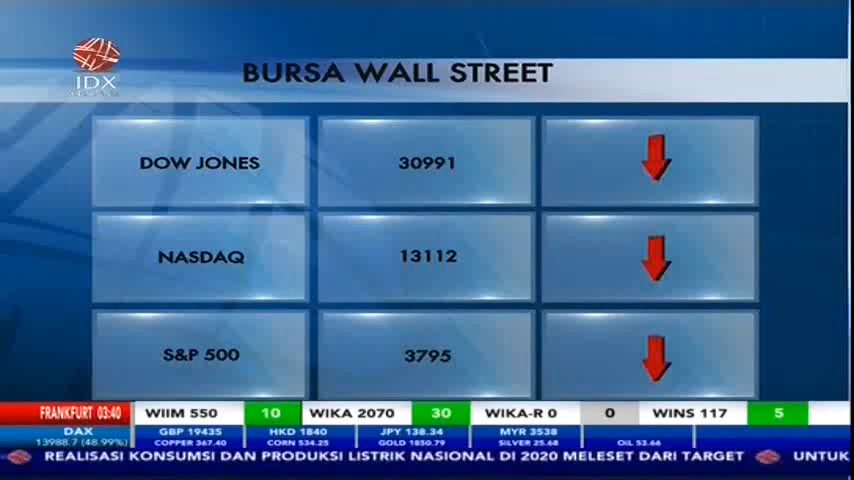 IDX
BURSA WALL STREET
DOW JONES 30991
NASDAQ 13112
S&P 500 3795
FRANKFURT 03:40 WIIM 550 10 WIKA 2070 30 WIKA-R 0 0 WINS 117 5
DAX GBP 19435 HKD 1840 JPY 138.34 MYR 3538
13988.7 (48.99%) COPPER 367.40 CORN 534.25 GOLD 1850.79 SILVER 25.68 OIL 53.66
REALISASI KONSUMSI DAN PRODUKSI LISTRIK NASIONAL DI 2020 MELESET DARI TARGET UNTUK